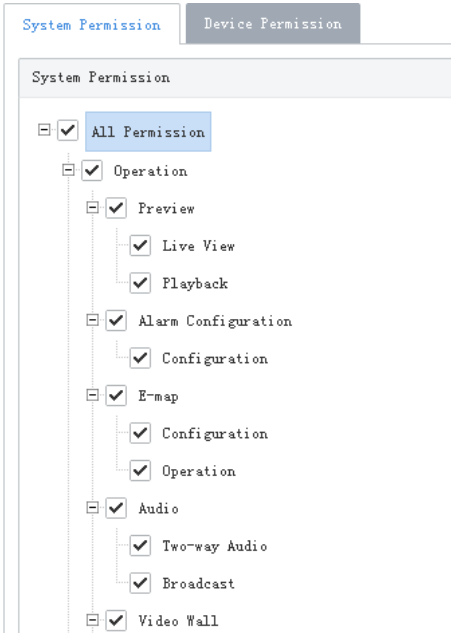 System Permission
Device Permission
System Permission
All Permission
Operation
Preview
Live View
Playback
Alarm Configuration
Configuration
E-map
Configuration
Operation
Audio
Two-way Audio
Broadcast
Video Wall